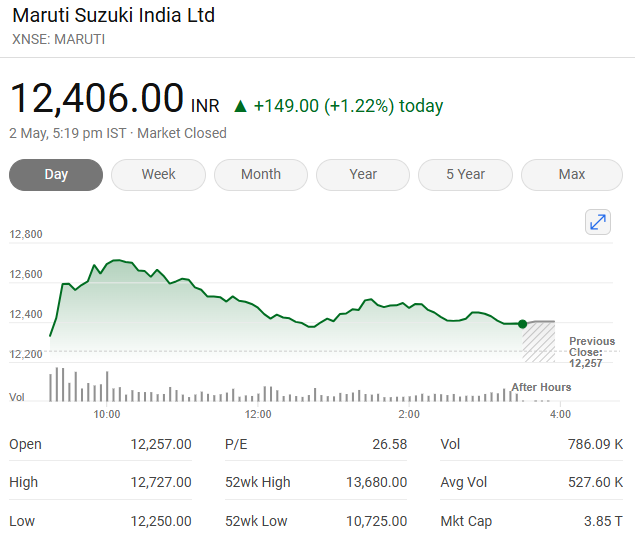 Maruti Suzuki India Ltd
XNSE: MARUTI
12,406.00 INR ▲ +149.00 (+1.22%) today
2 May, 5:19 pm IST · Market Closed
Day Week Month Year 5 Year Max
12,800
12,600
12,400
12,200
Previous
Close:
12,257
After Hours
Vol
10:00 12:00 2:00 4:00
Open 12,257.00 P/E 26.58 Vol 786.09 K
High 12,727.00 52wk High 13,680.00 Avg Vol 527.60 K
Low 12,250.00 52wk Low 10,725.00 Mkt Cap 3.85 T